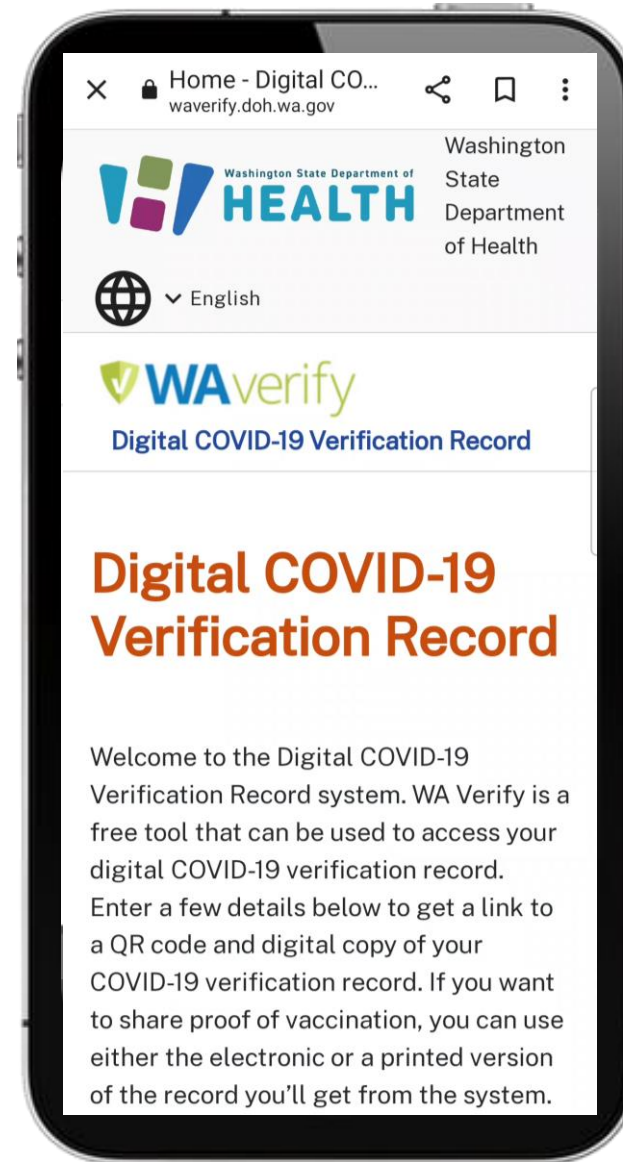 Home - Digital CO...
waverify.doh.wa.gov
Washington State Department of
HEALTH
Washington
State
Department
of Health
English
WAverify
Digital COVID-19 Verification Record
Digital COVID-19
Verification Record
Welcome to the Digital COVID-19
Verification Record system. WA Verify is a
free tool that can be used to access your
digital COVID-19 verification record.
Enter a few details below to get a link to
a QR code and digital copy of your
COVID-19 verification record. If you want
to share proof of vaccination, you can use
either the electronic or a printed version
of the record you’ll get from the system.